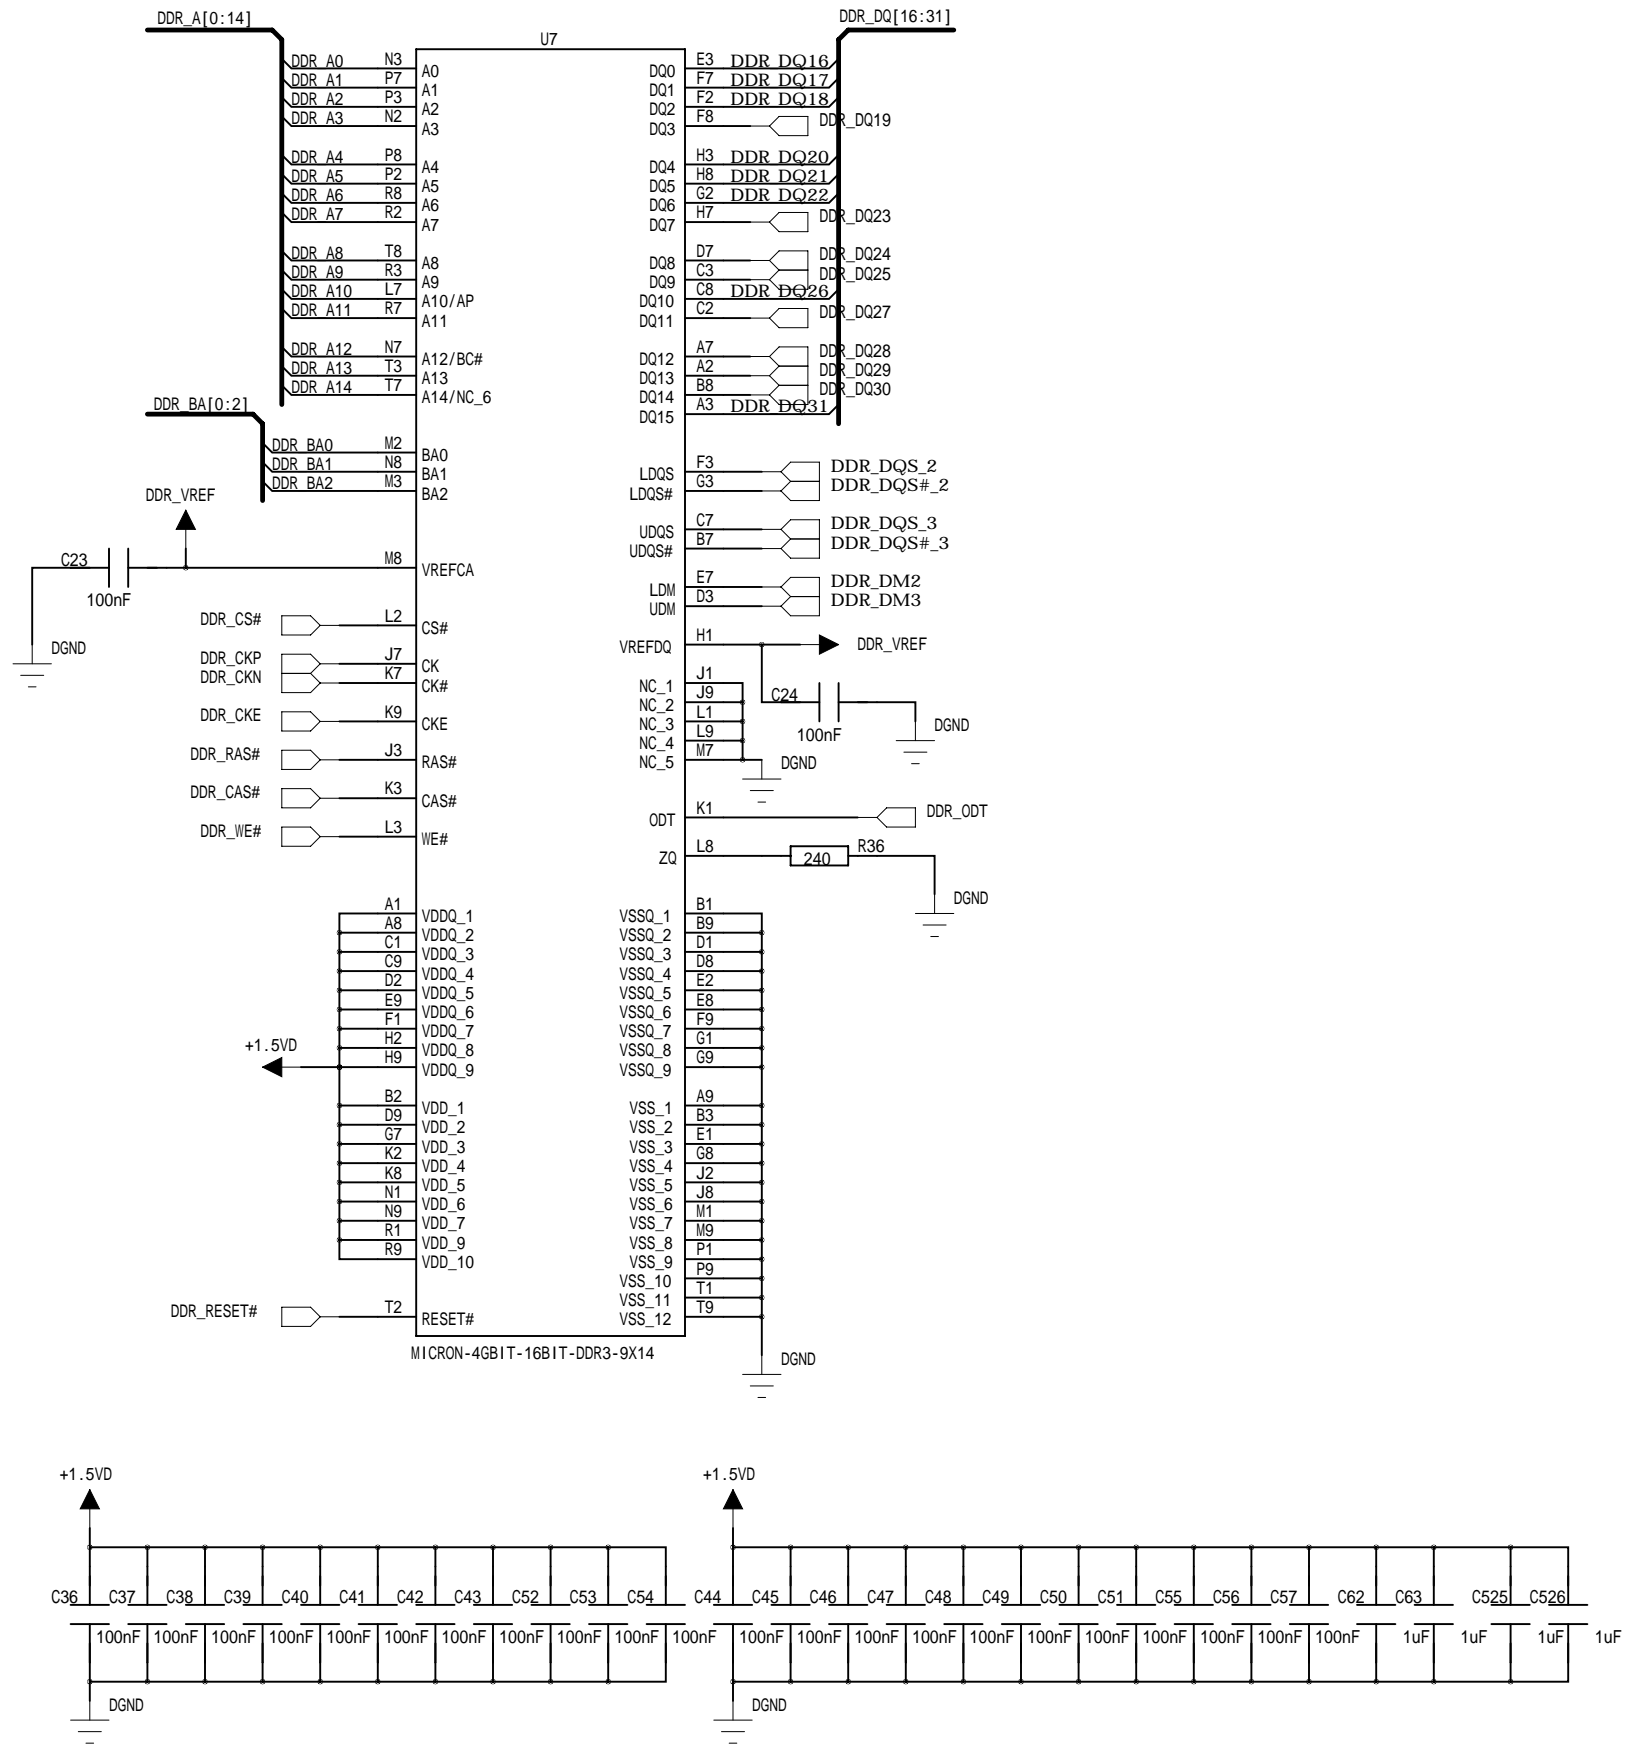 DDR_A[0:14]
DDR_DQ[16:31]
U7
DDR_A0 N3 A0
DDR_A1 P7 A1
DDR_A2 P3 A2
DDR_A3 N2 A3
DDR_A4 P8 A4
DDR_A5 P2 A5
DDR_A6 R8 A6
DDR_A7 R2 A7
DDR_A8 T8 A8
DDR_A9 R3 A9
DDR_A10 L7 A10/AP
DDR_A11 R7 A11
DDR_A12 N7 A12/BC#
DDR_A13 T3 A13
DDR_A14 T7 A14/NC_6
DDR_BA[0:2]
DDR_BA0 M2 BA0
DDR_BA1 N8 BA1
DDR_BA2 M3 BA2
DDR_VREF
C23 M8 VREFCA
100nF
DGND
DDR_CS# L2 CS#
DDR_CKP J7 CK
DDR_CKN K7 CK#
DDR_CKE K9 CKE
DDR_RAS# J3 RAS#
DDR_CAS# K3 CAS#
DDR_WE# L3 WE#
A1 VDDQ_1
A8 VDDQ_2
C1 VDDQ_3
C9 VDDQ_4
D2 VDDQ_5
E9 VDDQ_6
F1 VDDQ_7
H2 VDDQ_8
H9 VDDQ_9
+1.5VD
B2 VDD_1
D9 VDD_2
G7 VDD_3
K2 VDD_4
K8 VDD_5
N1 VDD_6
N9 VDD_7
R1 VDD_9
R9 VDD_10
DDR_RESET# T2 RESET#
DQ0 E3 DDR_DQ16
DQ1 F7 DDR_DQ17
DQ2 F2 DDR_DQ18
DQ3 F8 DDR_DQ19
DQ4 H3 DDR_DQ20
DQ5 H8 DDR_DQ21
DQ6 G2 DDR_DQ22
DQ7 H7 DDR_DQ23
DQ8 D7 DDR_DQ24
DQ9 C3 DDR_DQ25
DQ10 C8 DDR_DQ26
DQ11 C2 DDR_DQ27
DQ12 A7 DDR_DQ28
DQ13 A2 DDR_DQ29
DQ14 B8 DDR_DQ30
DQ15 A3 DDR_DQ31
LDQS F3 DDR_DQS_2
LDQS# G3 DDR_DQS#_2
UDQS C7 DDR_DQS_3
UDQS# B7 DDR_DQS#_3
LDM E7 DDR_DM2
UDM D3 DDR_DM3
VREFDQ H1 DDR_VREF
NC_1 J1
NC_2 J9
NC_3 L1
NC_4 L9
NC_5 M7
C24
100nF
DGND
DGND
ODT K1 DDR_ODT
ZQ L8 240 R36
DGND
VSSQ_1 B1
VSSQ_2 B9
VSSQ_3 D1
VSSQ_4 D8
VSSQ_5 E2
VSSQ_6 E8
VSSQ_7 F9
VSSQ_8 G1
VSSQ_9 G9
VSS_1 A9
VSS_2 B3
VSS_3 E1
VSS_4 G8
VSS_5 J2
VSS_6 J8
VSS_7 M1
VSS_8 M9
VSS_9 P1
VSS_10 P9
VSS_11 T1
VSS_12 T9
MICRON-4GBIT-16BIT-DDR3-9X14
DGND
+1.5VD
+1.5VD
C36 C37 C38 C39 C40 C41 C42 C43 C52 C53 C54 C44 C45 C46 C47 C48 C49 C50 C51 C55 C56 C57 C62 C63 C525 C526
100nF 100nF 100nF 100nF 100nF 100nF 100nF 100nF 100nF 100nF 100nF 100nF 100nF 100nF 100nF 100nF 100nF 100nF 100nF 100nF 100nF 100nF 1uF 1uF 1uF 1uF
DGND
DGND